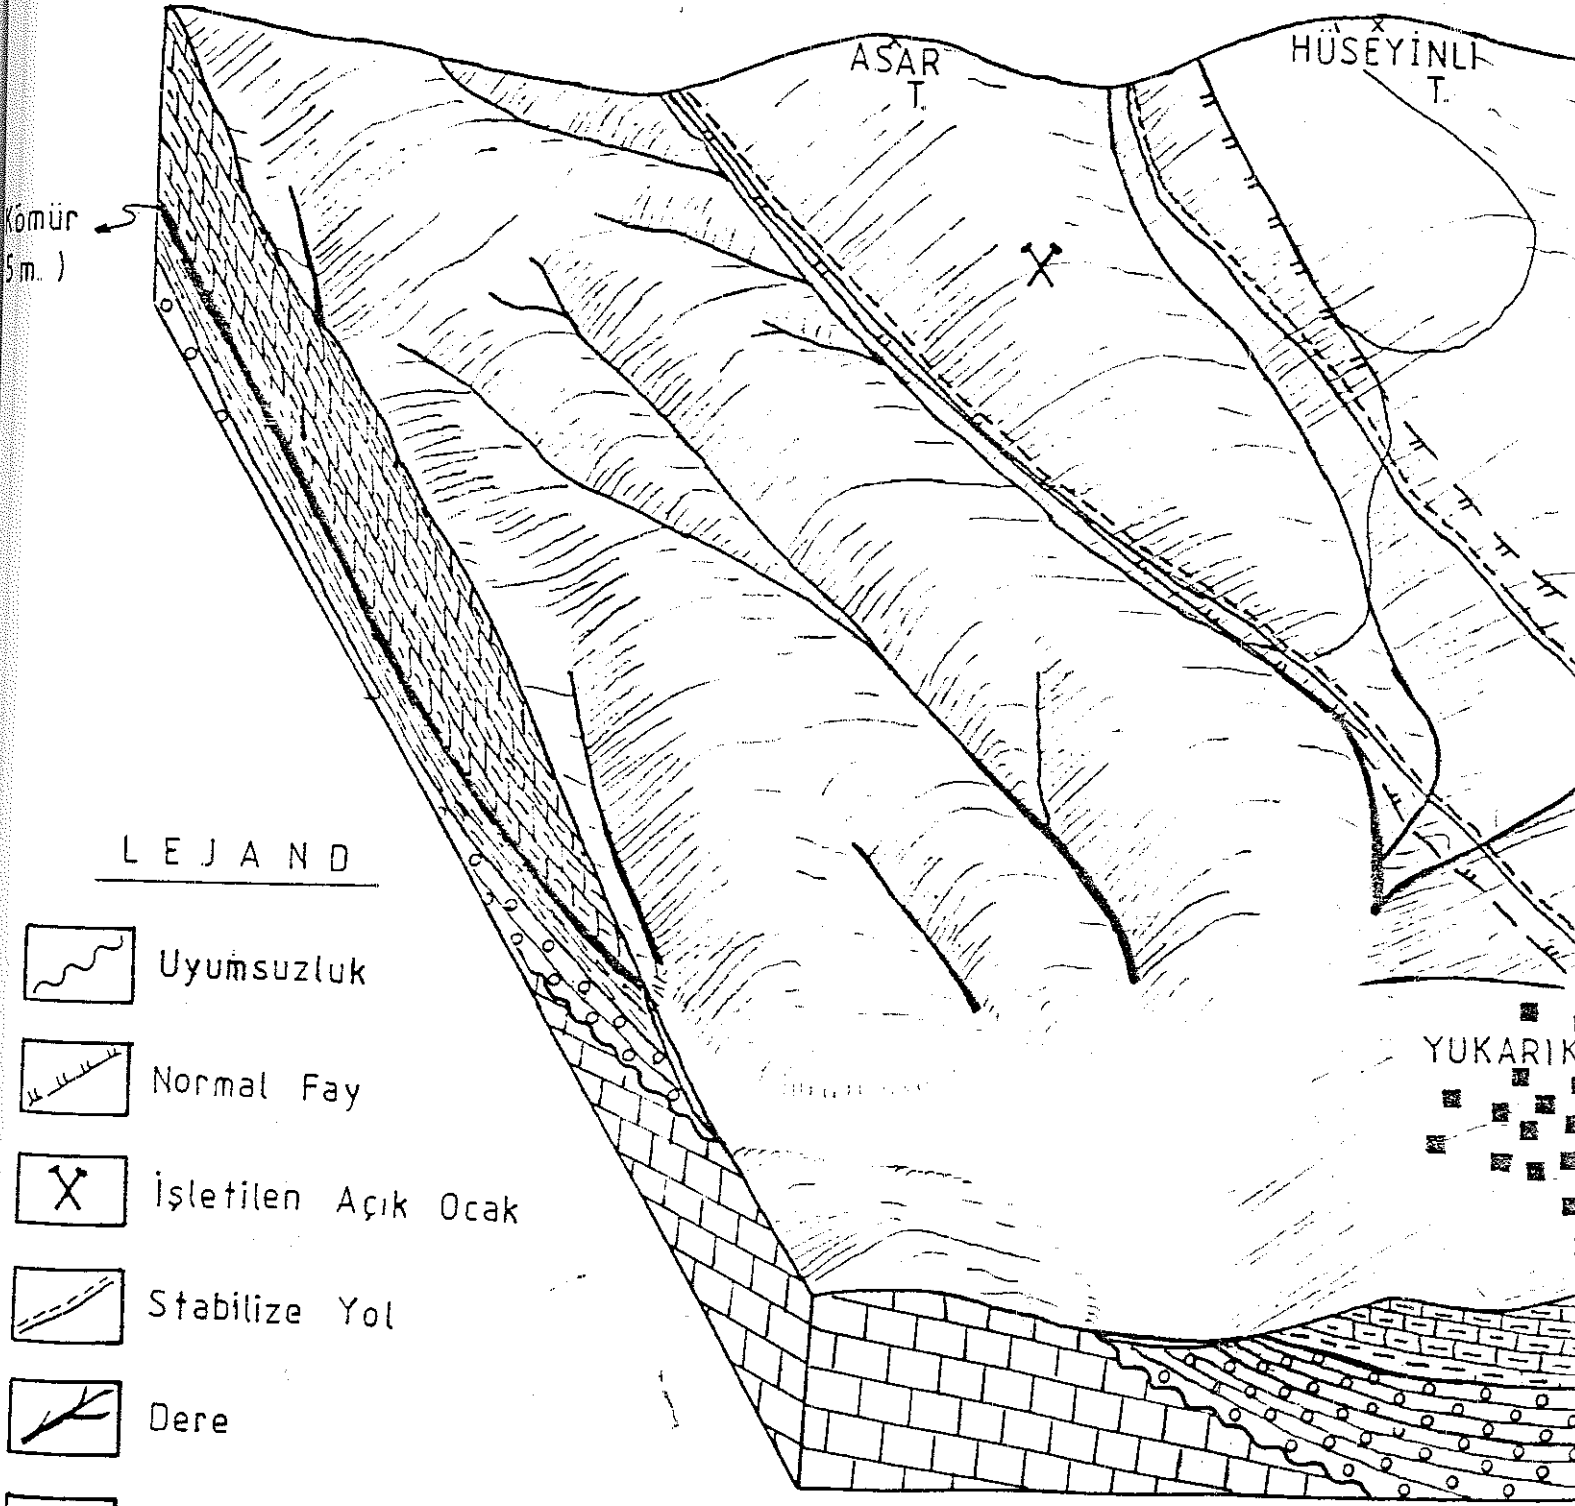 ASAR
T.
HÜSEYİNLİ
T.
Kömür
5m. )
LEJAND
Uyumsuzluk
Normal Fay
İşletilen Açık Ocak
Stabilize Yol
Dere
YUKARIK